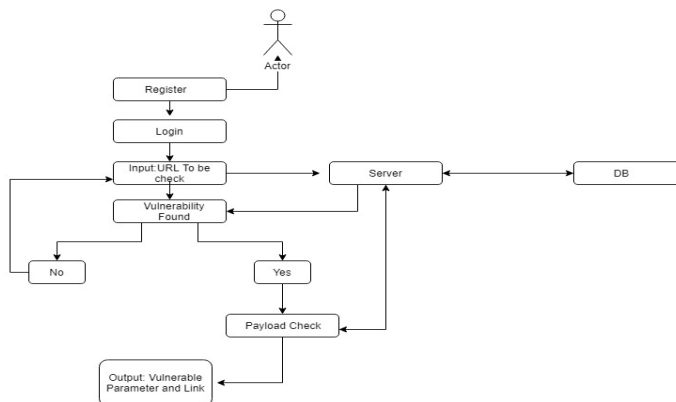 Actor
Register
Login
Input:URL To be
check
Server
DB
Vulnerability
Found
No
Yes
Payload Check
Output: Vulnerable
Parameter and Link